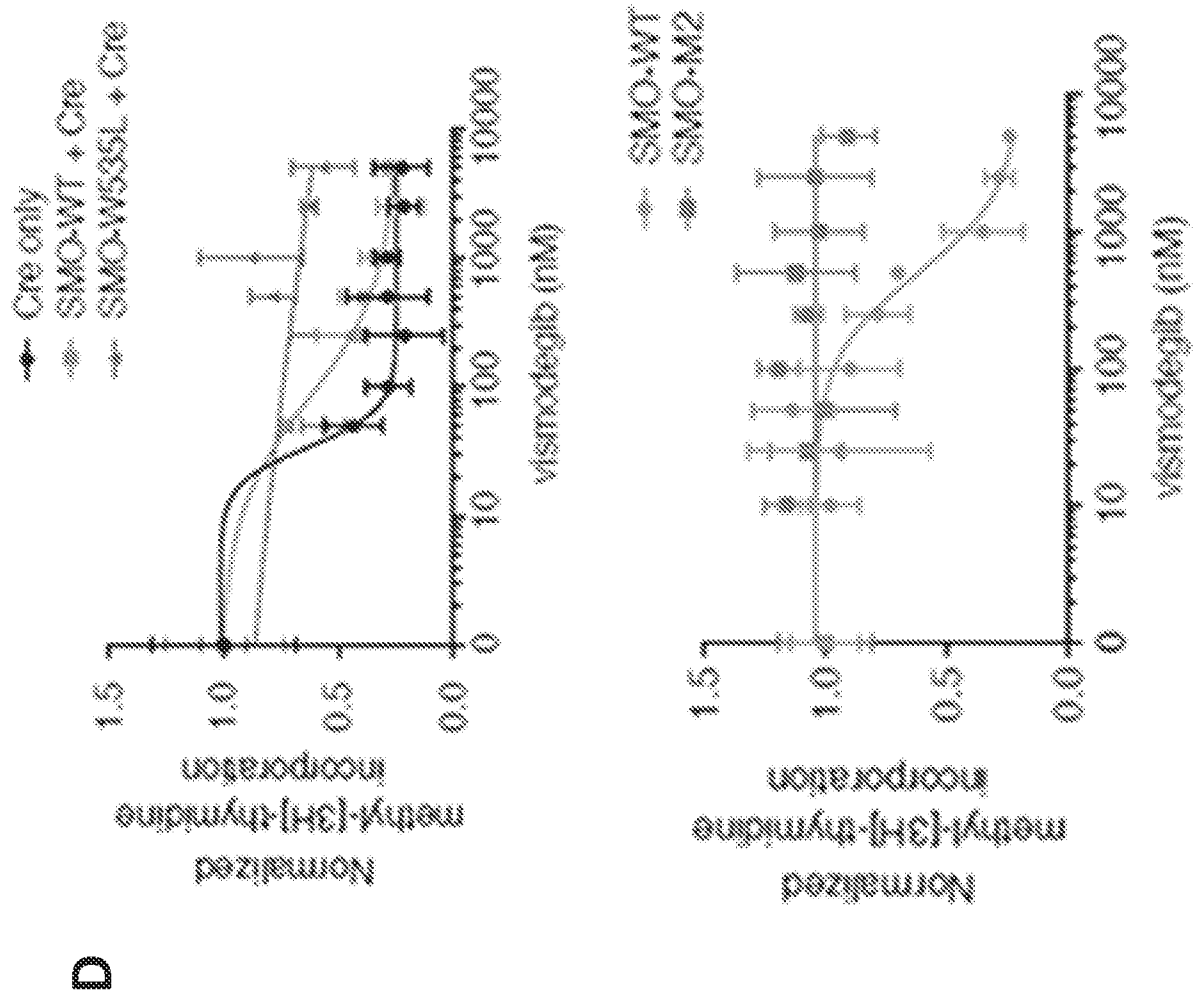 D
Cre only
SMO-WT + Cre
SMO-W535L + Cre
Normalized
methyl-[3H]-thymidine
incorporation
1.5
1.0
0.5
0.0
0
10
100
1000
10000
vismodegib (nM)
SMO-WT
SMO-M2
Normalized
methyl-[3H]-thymidine
incorporation
1.5
1.0
0.5
0.0
0
10
100
1000
10000
vismodegib (nM)